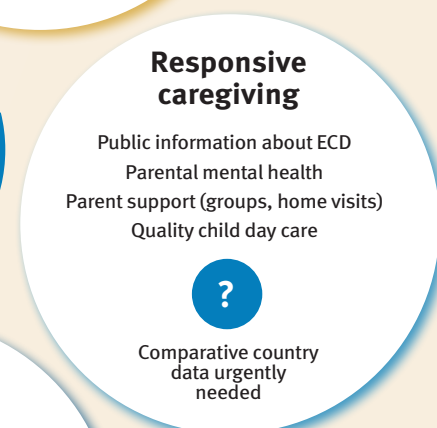 Responsive
caregiving
Public information about ECD
Parental mental health
Parent support (groups, home visits)
Quality child day care
?
Comparative country
data urgently
needed